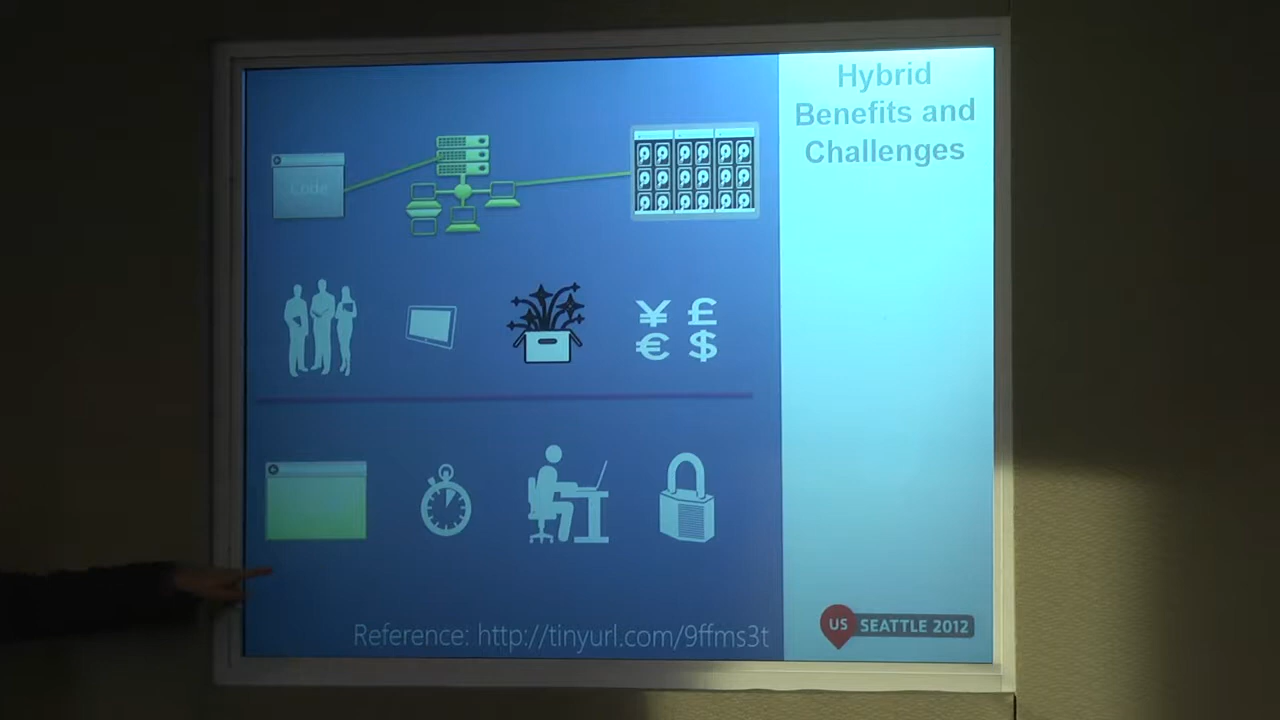 Hybrid
Benefits and
Challenges
Code
¥ £
€ $
Reference: http://tinyurl.com/9ffms3t
US SEATTLE 2012